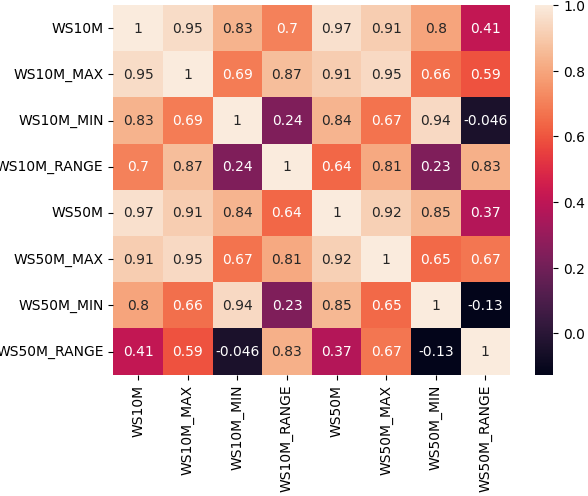 WS10M 1 0.95 0.83 0.7 0.97 0.91 0.8 0.41
WS10M_MAX 0.95 1 0.69 0.87 0.91 0.95 0.66 0.59
WS10M_MIN 0.83 0.69 1 0.24 0.84 0.67 0.94 -0.046
WS10M_RANGE 0.7 0.87 0.24 1 0.64 0.81 0.23 0.83
WS50M 0.97 0.91 0.84 0.64 1 0.92 0.85 0.37
WS50M_MAX 0.91 0.95 0.67 0.81 0.92 1 0.65 0.67
WS50M_MIN 0.8 0.66 0.94 0.23 0.85 0.65 1 -0.13
WS50M_RANGE 0.41 0.59 -0.046 0.83 0.37 0.67 -0.13 1
WS10M
WS10M_MAX
WS10M_MIN
WS10M_RANGE
WS50M
WS50M_MAX
WS50M_MIN
WS50M_RANGE
1.0
0.8
0.6
0.4
0.2
0.0